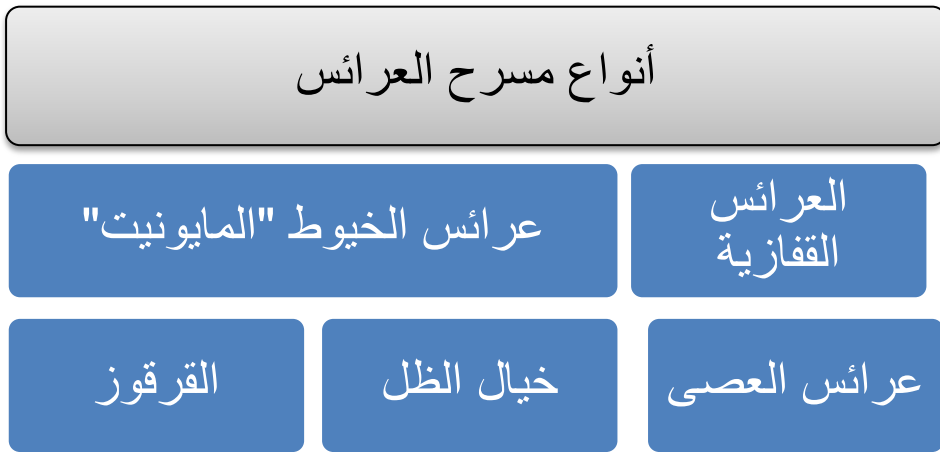 أنواع مسرح العرائس
العرائس
القفازية
عرائس الخيوط "المايونيت"
عرائس العصى
خيال الظل
القرقوز